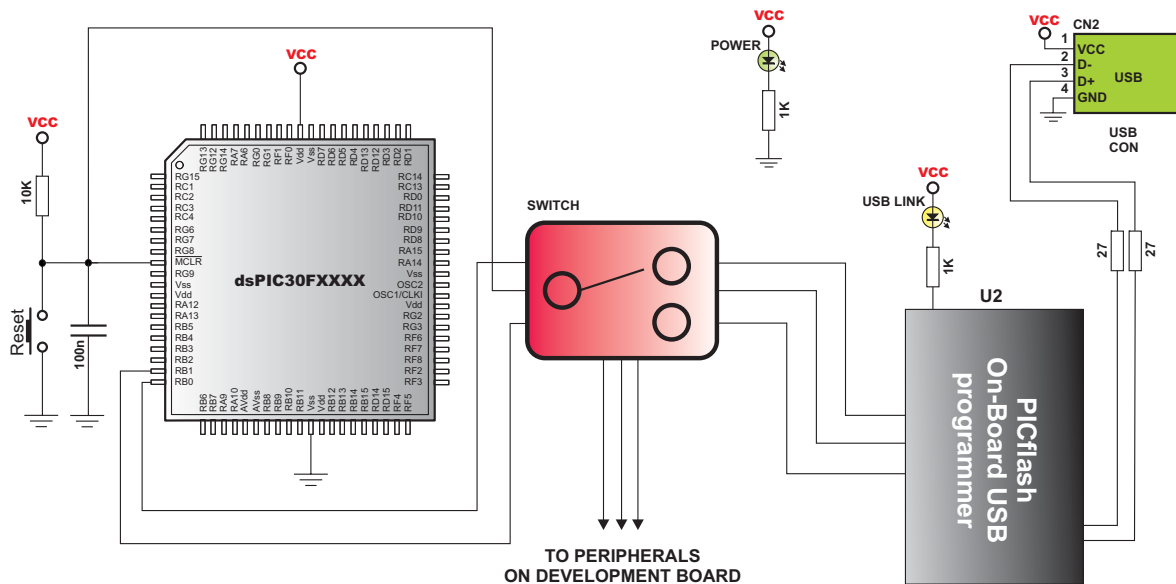 VCC
10K
Reset
100n
VCC
RG13
RG12
RG14
RA7
RA6
RG0
RG1
RF1
RF0
Vdd
Vss
RD7
RD6
RD5
RD4
RD13
RD12
RD3
RD2
RD1
RG15
RC1
RC2
RC3
RC4
RG6
RG7
RG8
MCLR
RG9
Vss
Vdd
RA12
RA13
RB5
RB4
RB3
RB2
RB1
RB0
dsPIC30FXXXX
RC14
RC13
RD0
RD11
RD10
RD9
RD8
RA15
RA14
Vss
OSC2
OSC1/CLKI
Vdd
RG2
RG3
RF6
RF7
RF8
RF2
RF3
RB6
RB7
RA9
RA10
AVdd
AVss
RB8
RB9
RB10
RB11
Vss
Vdd
RB12
RB13
RB14
RB15
RD14
RD15
RF4
RF5
SWITCH
TO PERIPHERALS
ON DEVELOPMENT BOARD
VCC
POWER
1K
VCC
USB LINK
1K
U2
PICflash
On-Board USB
programmer
VCC
CN2
1
2
3
4
VCC
D-
D+
GND
USB
USB
CON
27
27